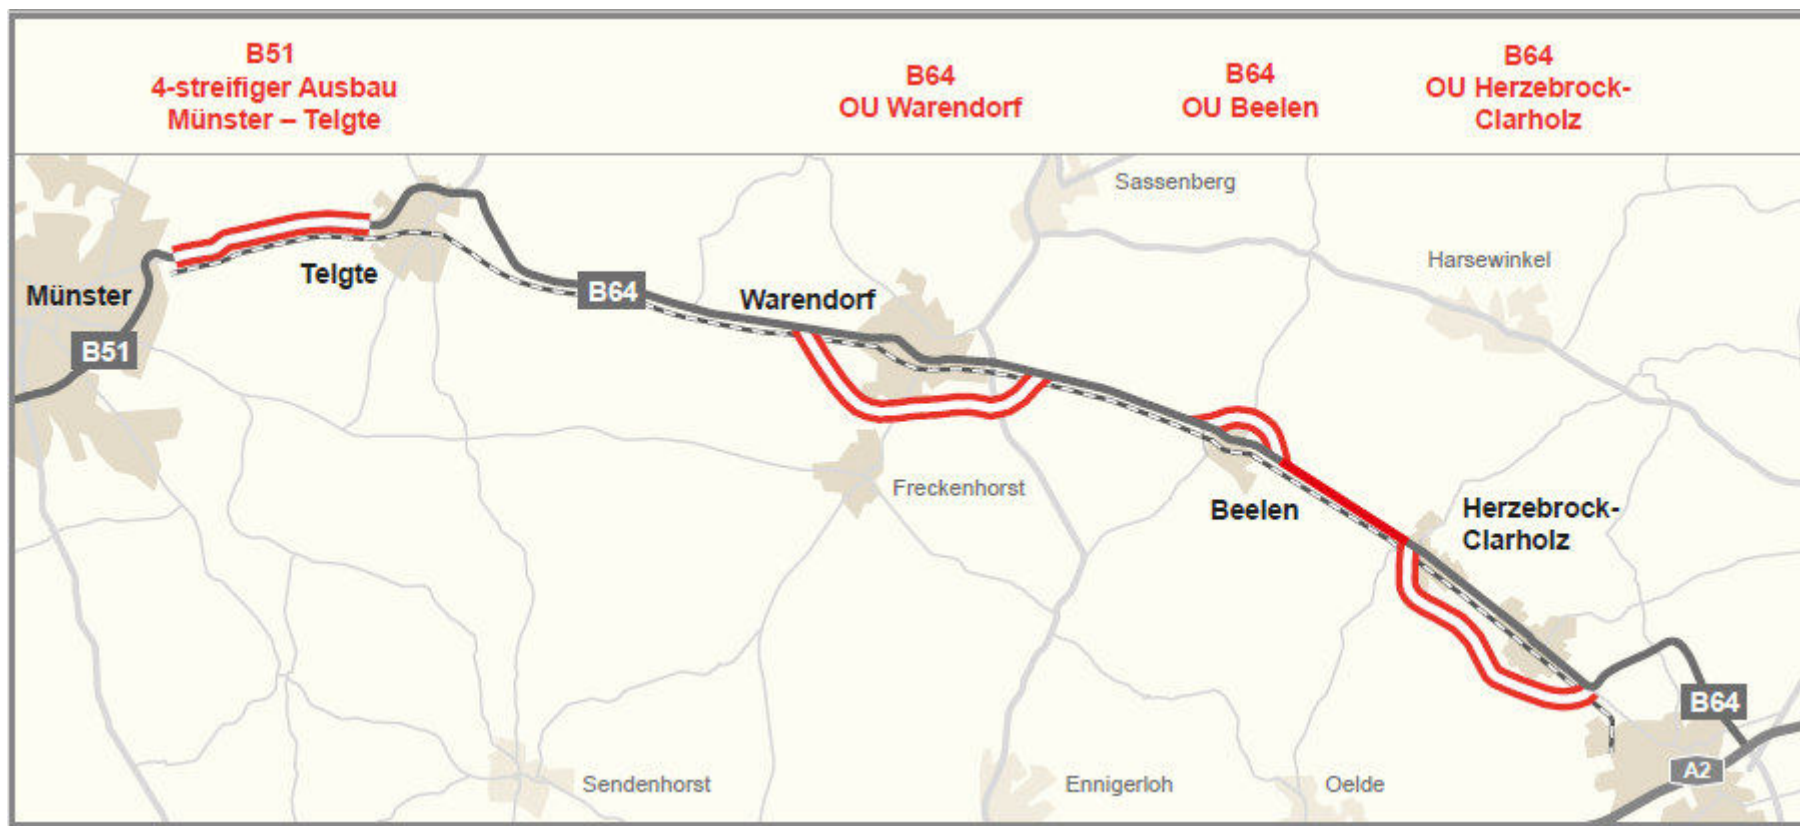 B51
4-streifiger Ausbau
Münster – Telgte
B64
OU Warendorf
B64
OU Beelen
B64
OU Herzebrock-
Clarholz
Sassenberg
Harsewinkel
Telgte
Münster
B64
Warendorf
B51
Freckenhorst
Beelen
Herzebrock-
Clarholz
B64
A2
Sendenhorst
Ennigerloh
Oelde